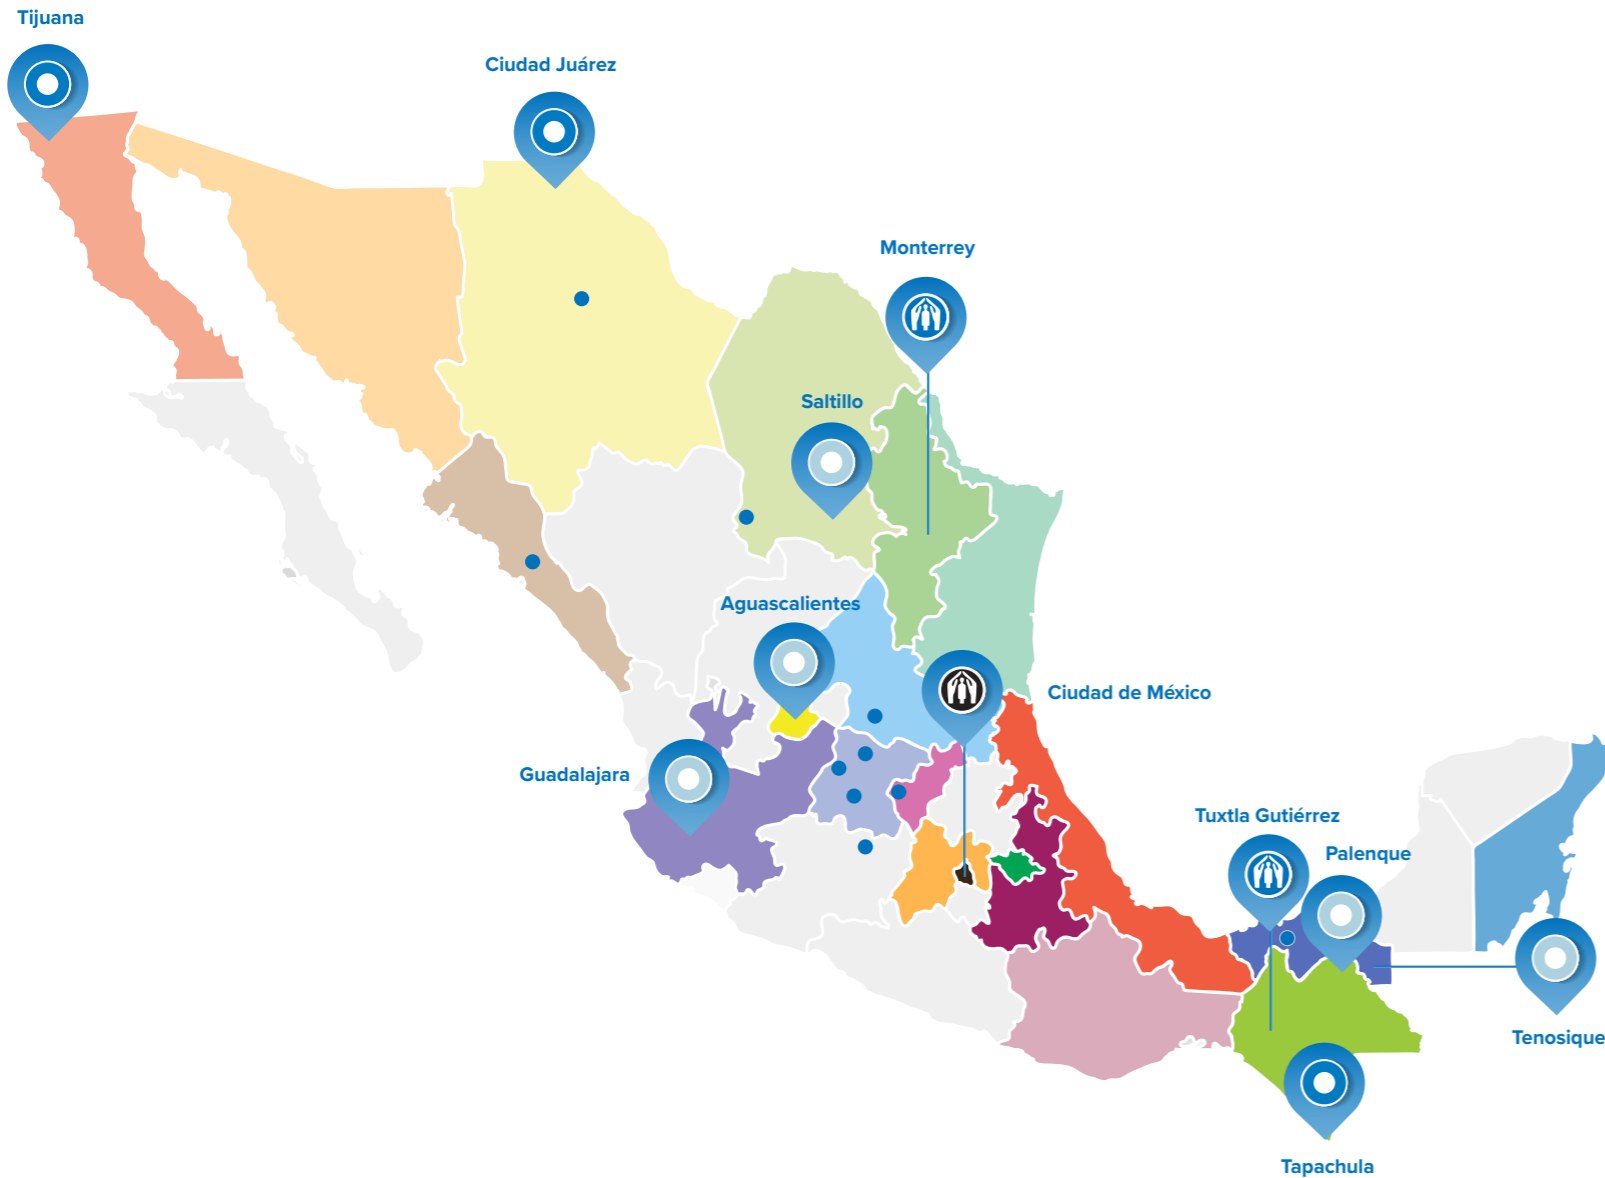 Tijuana
Ciudad Juárez
Monterrey
Saltillo
Aguascalientes
Ciudad de México
Guadalajara
Tuxtla Gutiérrez
Palenque
Tenosique
Tapachula